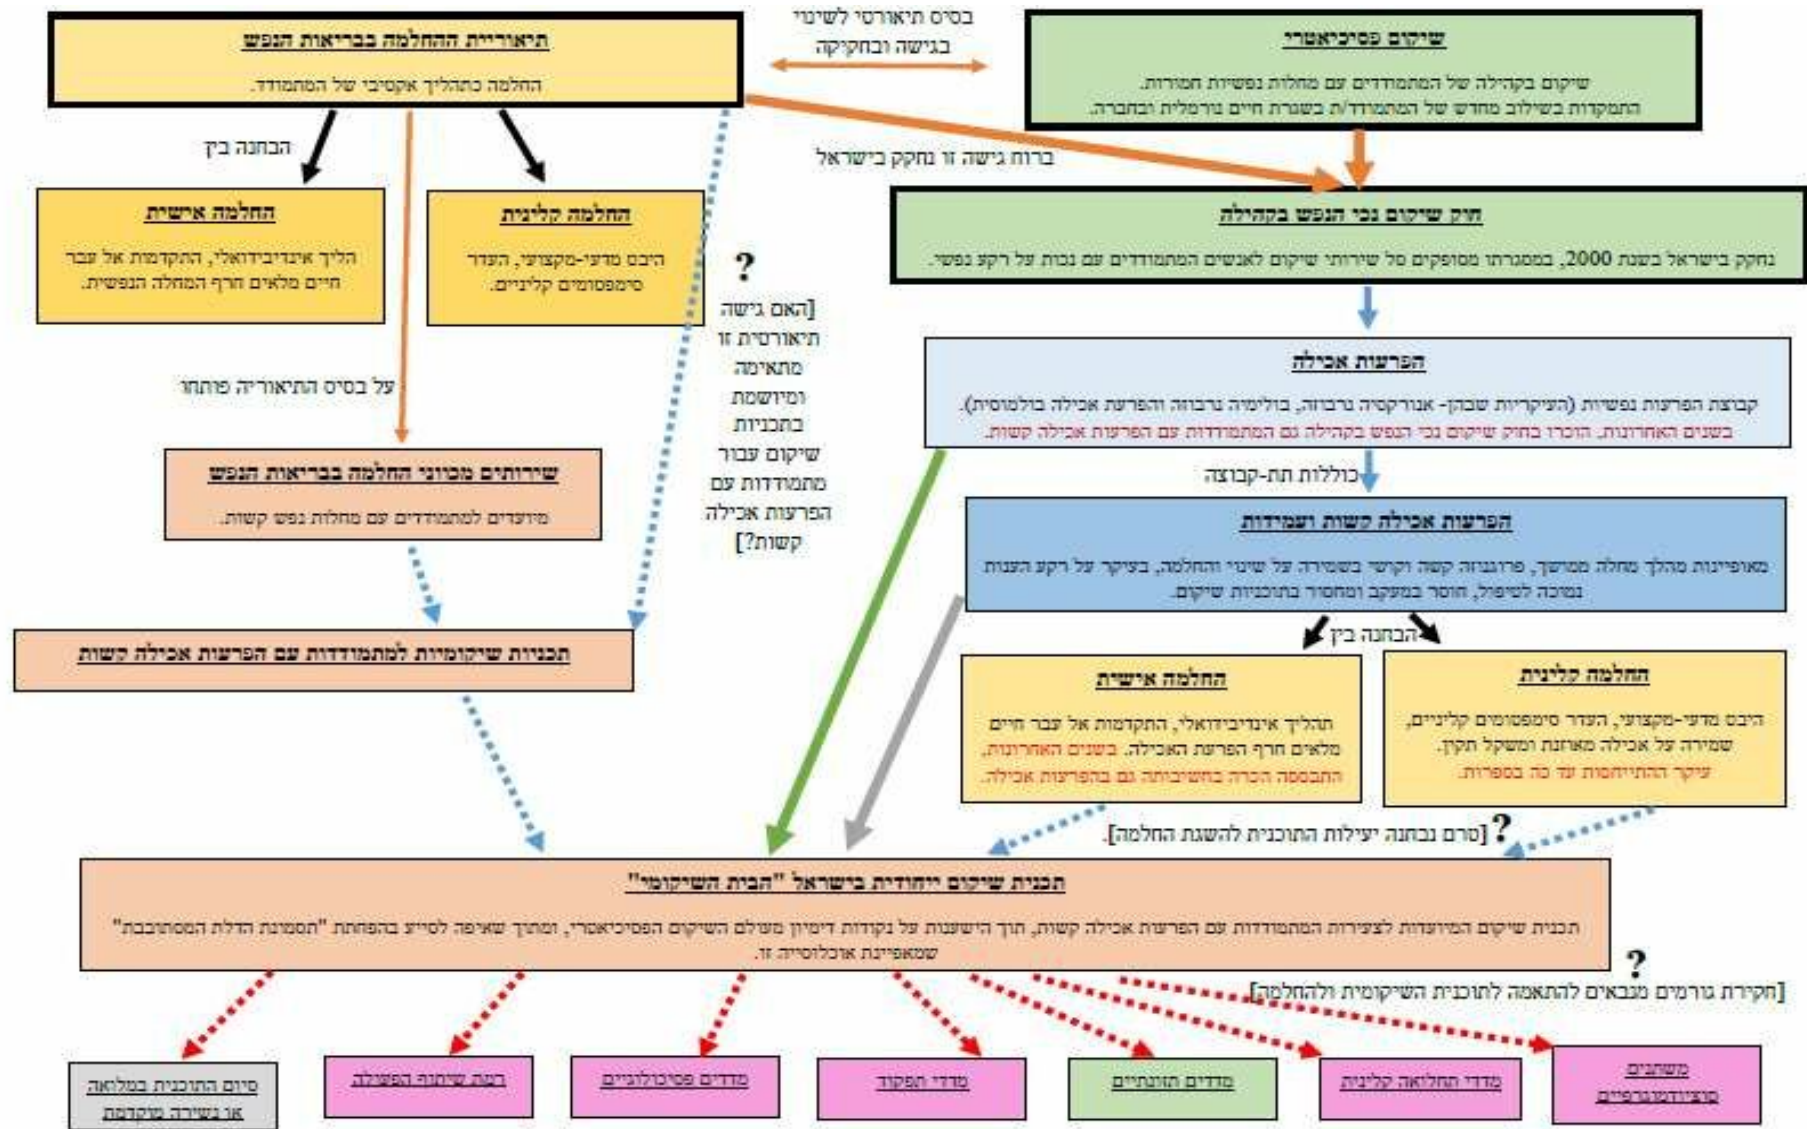 בסיס תיאורטי לשינוי
בגישה ובחקיקה
שיקום פסיכיאטרי
שיקום בקהילה של המתמודדים עם מחלות נפשיות חמורות.
התמקדות בשילוב מחדש של המתמודד/ת בשגרת חיים נורמלית ובחברה.
תיאוריית ההחלמה בבריאות הנפש
החלמה כתהליך אקטיבי של המתמודד.
הבחנה בין
ברוח גישה זו נחקק בישראל
חוק שיקום נכי הנפש בקהילה
נחקק בישראל בשנת 2000, במסגרתו מסופקים סל שירותי שיקום לאנשים המתמודדים עם נכות על רקע נפשי.
החלמה קלינית
היבט מדעי-מקצועי, העדר
סימפטומים קליניים.
החלמה אישית
הליך אינדיבידואלי, התקדמות אל עבר
חיים מלאים חרף המחלה הנפשית.
?
[האם גישה
תיאורטית זו
מתאימה
ומיושמת
בתכניות
שיקום עבור
מתמודדות עם
הפרעות אכילה
קשות?]
הפרעות אכילה
קבוצת הפרעות נפשיות (העיקריות שבהן- אנורקסיה נרבוזה, בולימיה נרבוזה והפרעת אכילה בולמוסית).
בשנים האחרונות, הוכרו בחוק שיקום נכי הנפש בקהילה גם המתמודדות עם הפרעות אכילה קשות.
על בסיס התיאוריה פותחו
כוללות תת-קבוצה
שירותים מכווני החלמה בבריאות הנפש
מיועדים למתמודדים עם מחלות נפש קשות.
הפרעות אכילה קשות ועמידות
מאופיינות מהלך מחלה ממושך, פרוגנוזה קשה וקושי בשמירה על שינוי והחלמה, בעיקר על רקע הענות
נמוכה לטיפול, חוסר במעקב ומחסור בתוכניות שיקום.
הבחנה בין
תכניות שיקומיות למתמודדות עם הפרעות אכילה קשות
החלמה קלינית
היבט מדעי-מקצועי, העדר סימפטומים קליניים,
שמירה על אכילה מאוזנת ומשקל תקין.
עיקר ההתייחסות עד כה בספרות.
החלמה אישית
תהליך אינדיבידואלי, התקדמות אל עבר חיים
מלאים חרף הפרעת האכילה. בשנים האחרונות,
התבססה הכרה בחשיבותה גם בהפרעות אכילה.
? [טרם נבחנה יעילות התוכנית להשגת החלמה].
תכנית שיקום ייחודית בישראל "הבית השיקומי"
תכנית שיקום המיועדות לצעירות המתמודדות עם הפרעות אכילה קשות, תוך הישענות על נקודות דימיון מעולם השיקום הפסיכיאטרי, ומתוך שאיפה לסייע בהפחתת "תסמונת הדלת המסתובבת"
שמאפיינת אוכלוסייה זו.
?
[חקירת גורמים מנבאים להתאמה לתוכנית השיקומית ולהחלמה]
משתנים
סוציודמוגרפיים
מדדי תחלואה קלינית
מדדים תזונתיים
מדדי תפקוד
מדדים פסיכולוגיים
רמת שיתוף הפעולה
סיום התוכנית במלואה
או נשירה מוקדמת